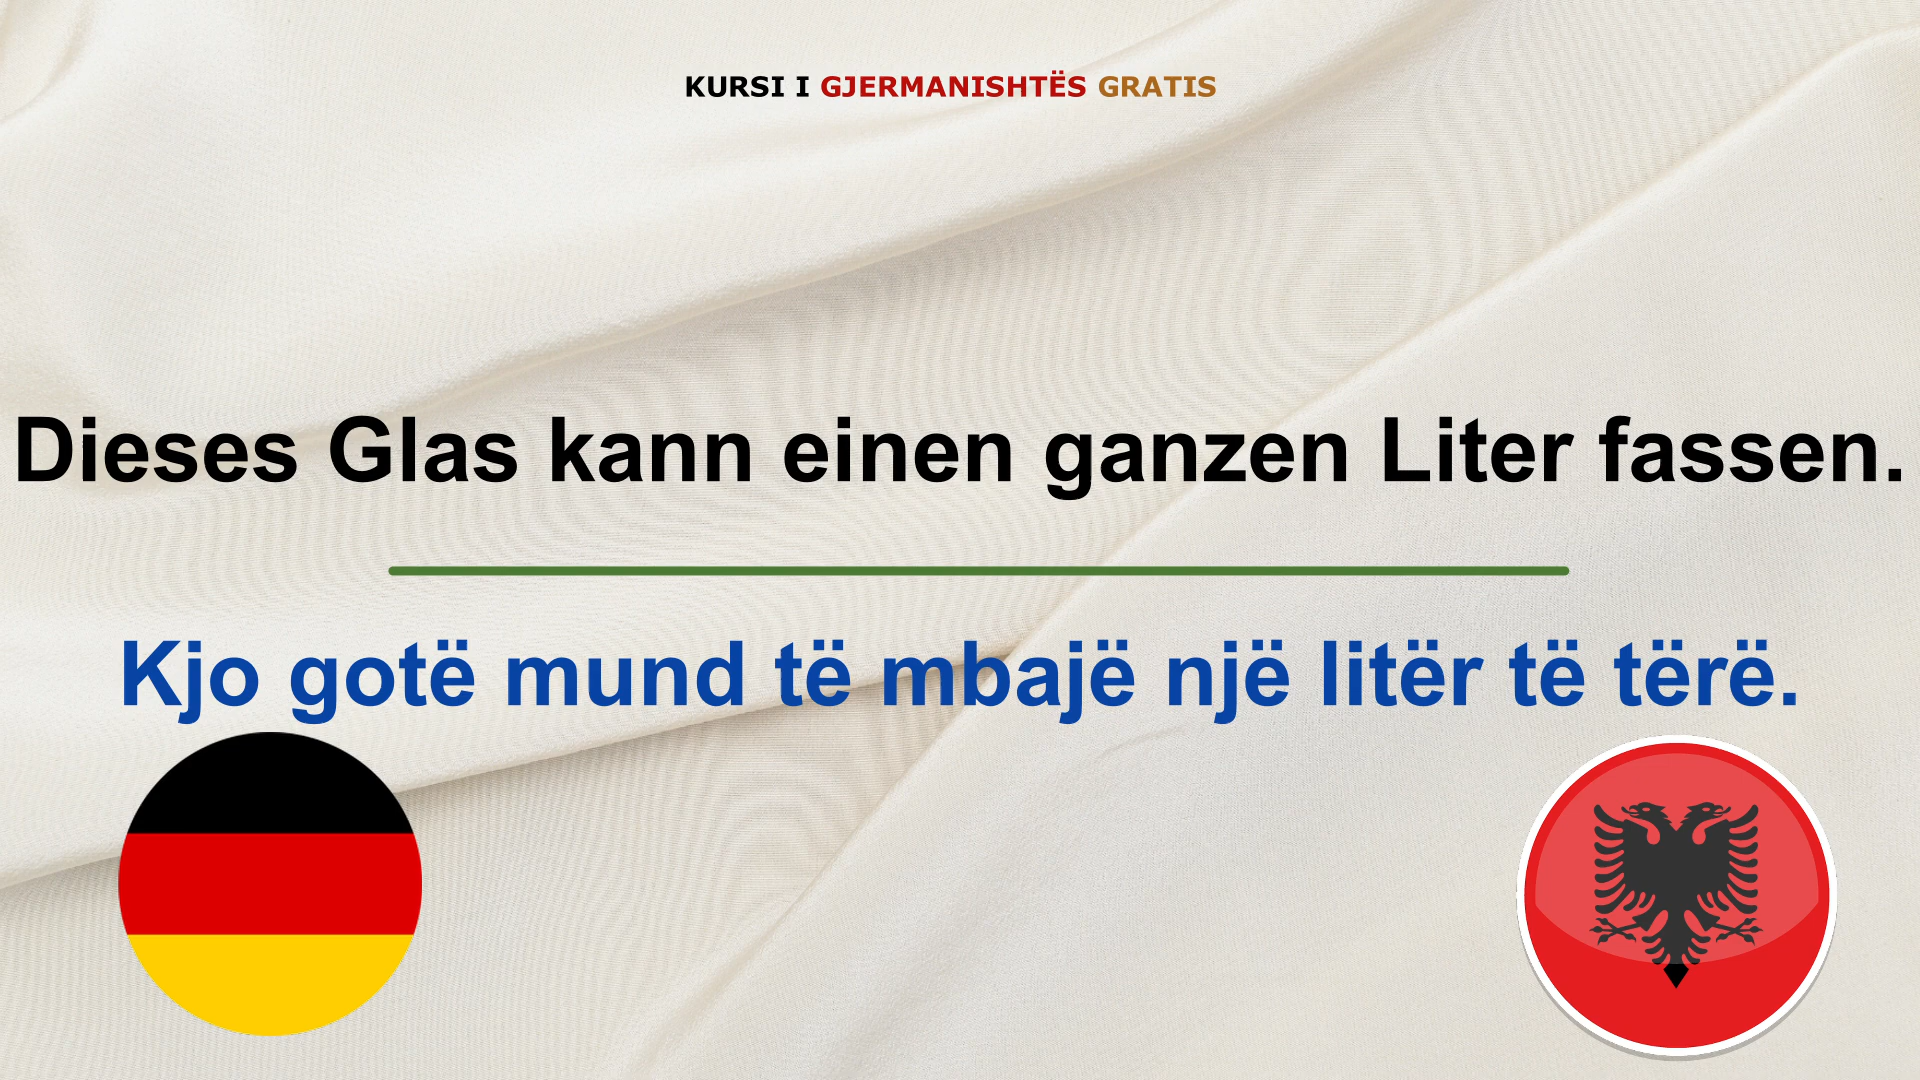 KURSI I GJERMANISHTËS GRATIS
Dieses Glas kann einen ganzen Liter fassen.
Kjo gotë mund të mbajë një litër të tërë.